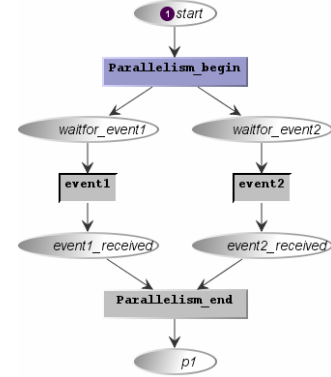 1 start
Parallelism_begin
waitfor_event1 waitfor_event2
event1 event2
event1_received event2_received
Parallelism_end
p1